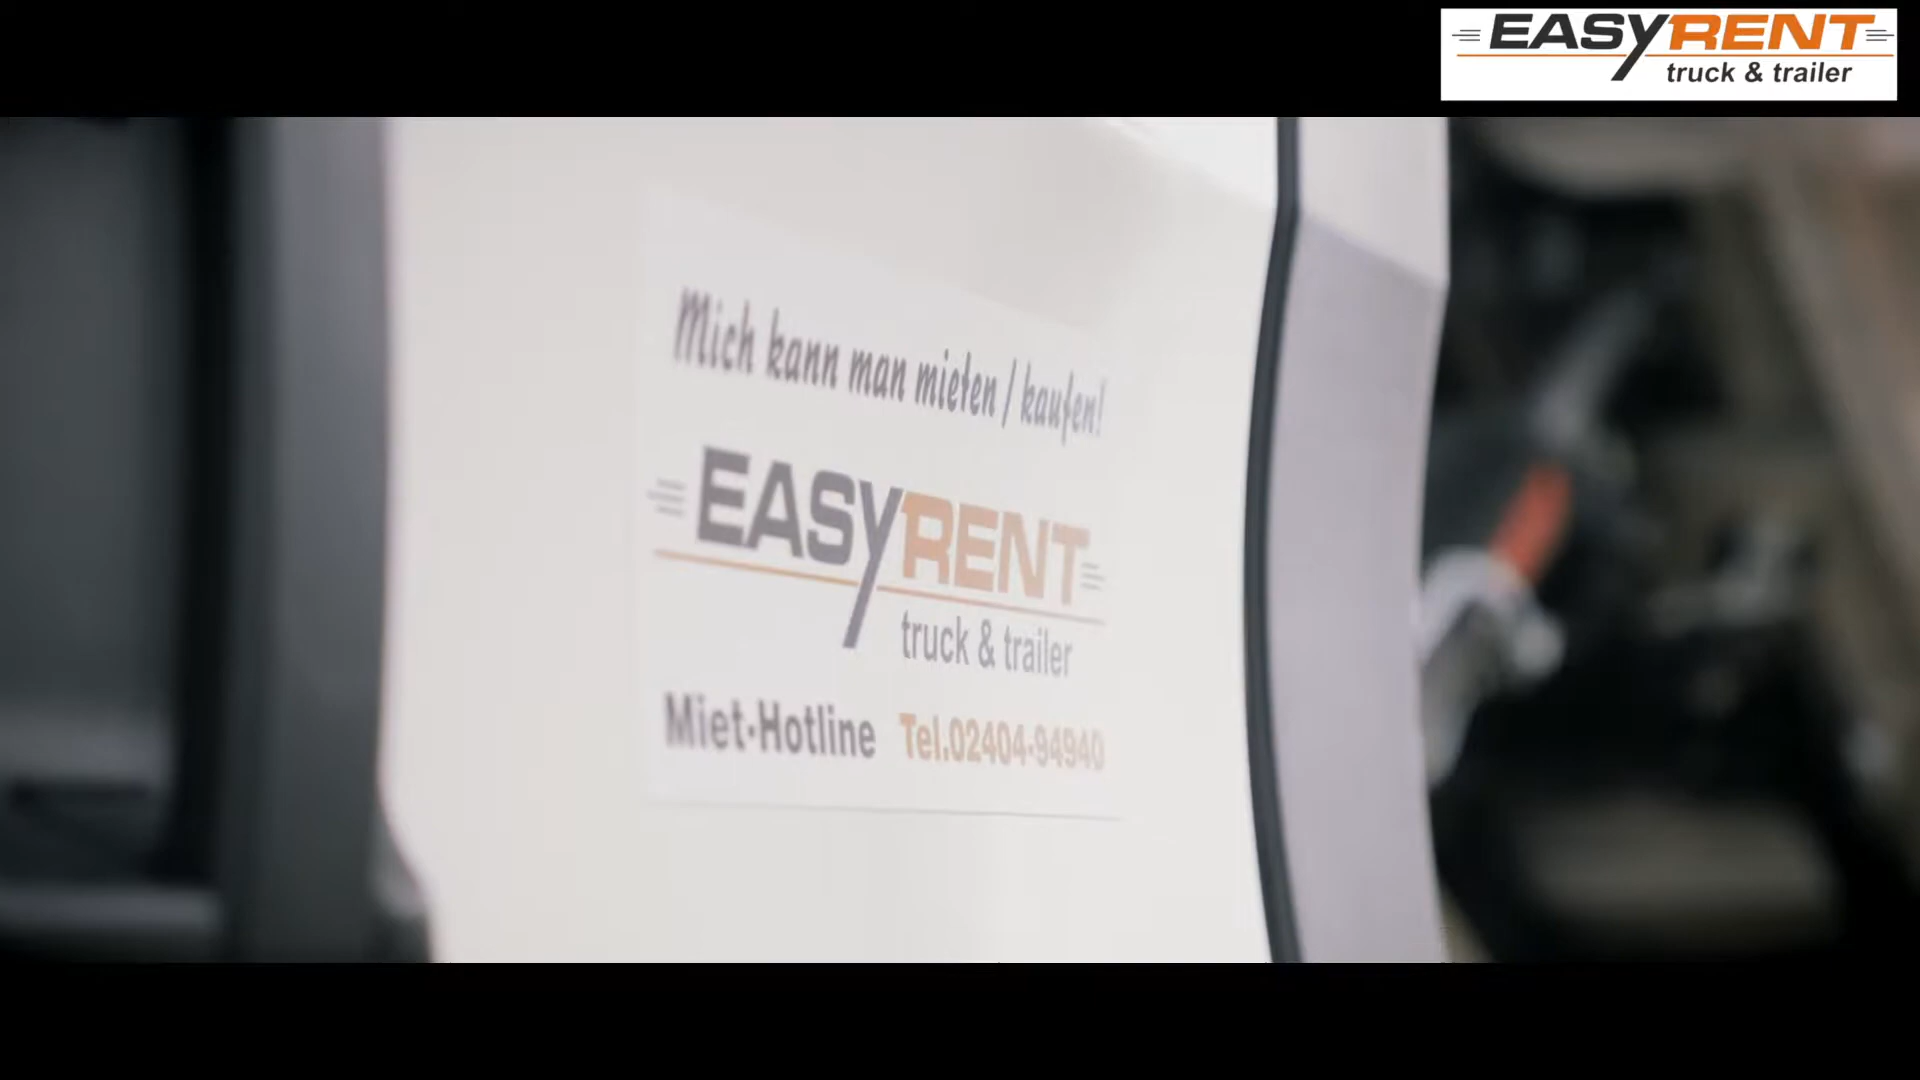 EASYRENT
truck & trailer
Mich kann man mieten / kaufen!
EASYRENT
truck & trailer
Miet-Hotline Tel.02404-94940